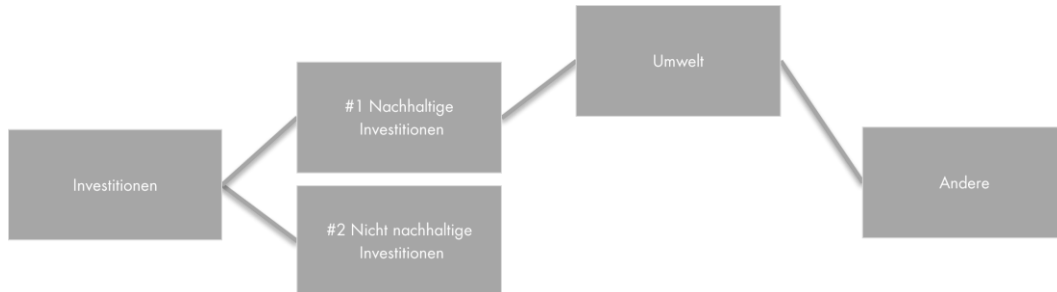 Investitionen
#1 Nachhaltige
Investitionen
#2 Nicht nachhaltige
Investitionen
Umwelt
Andere